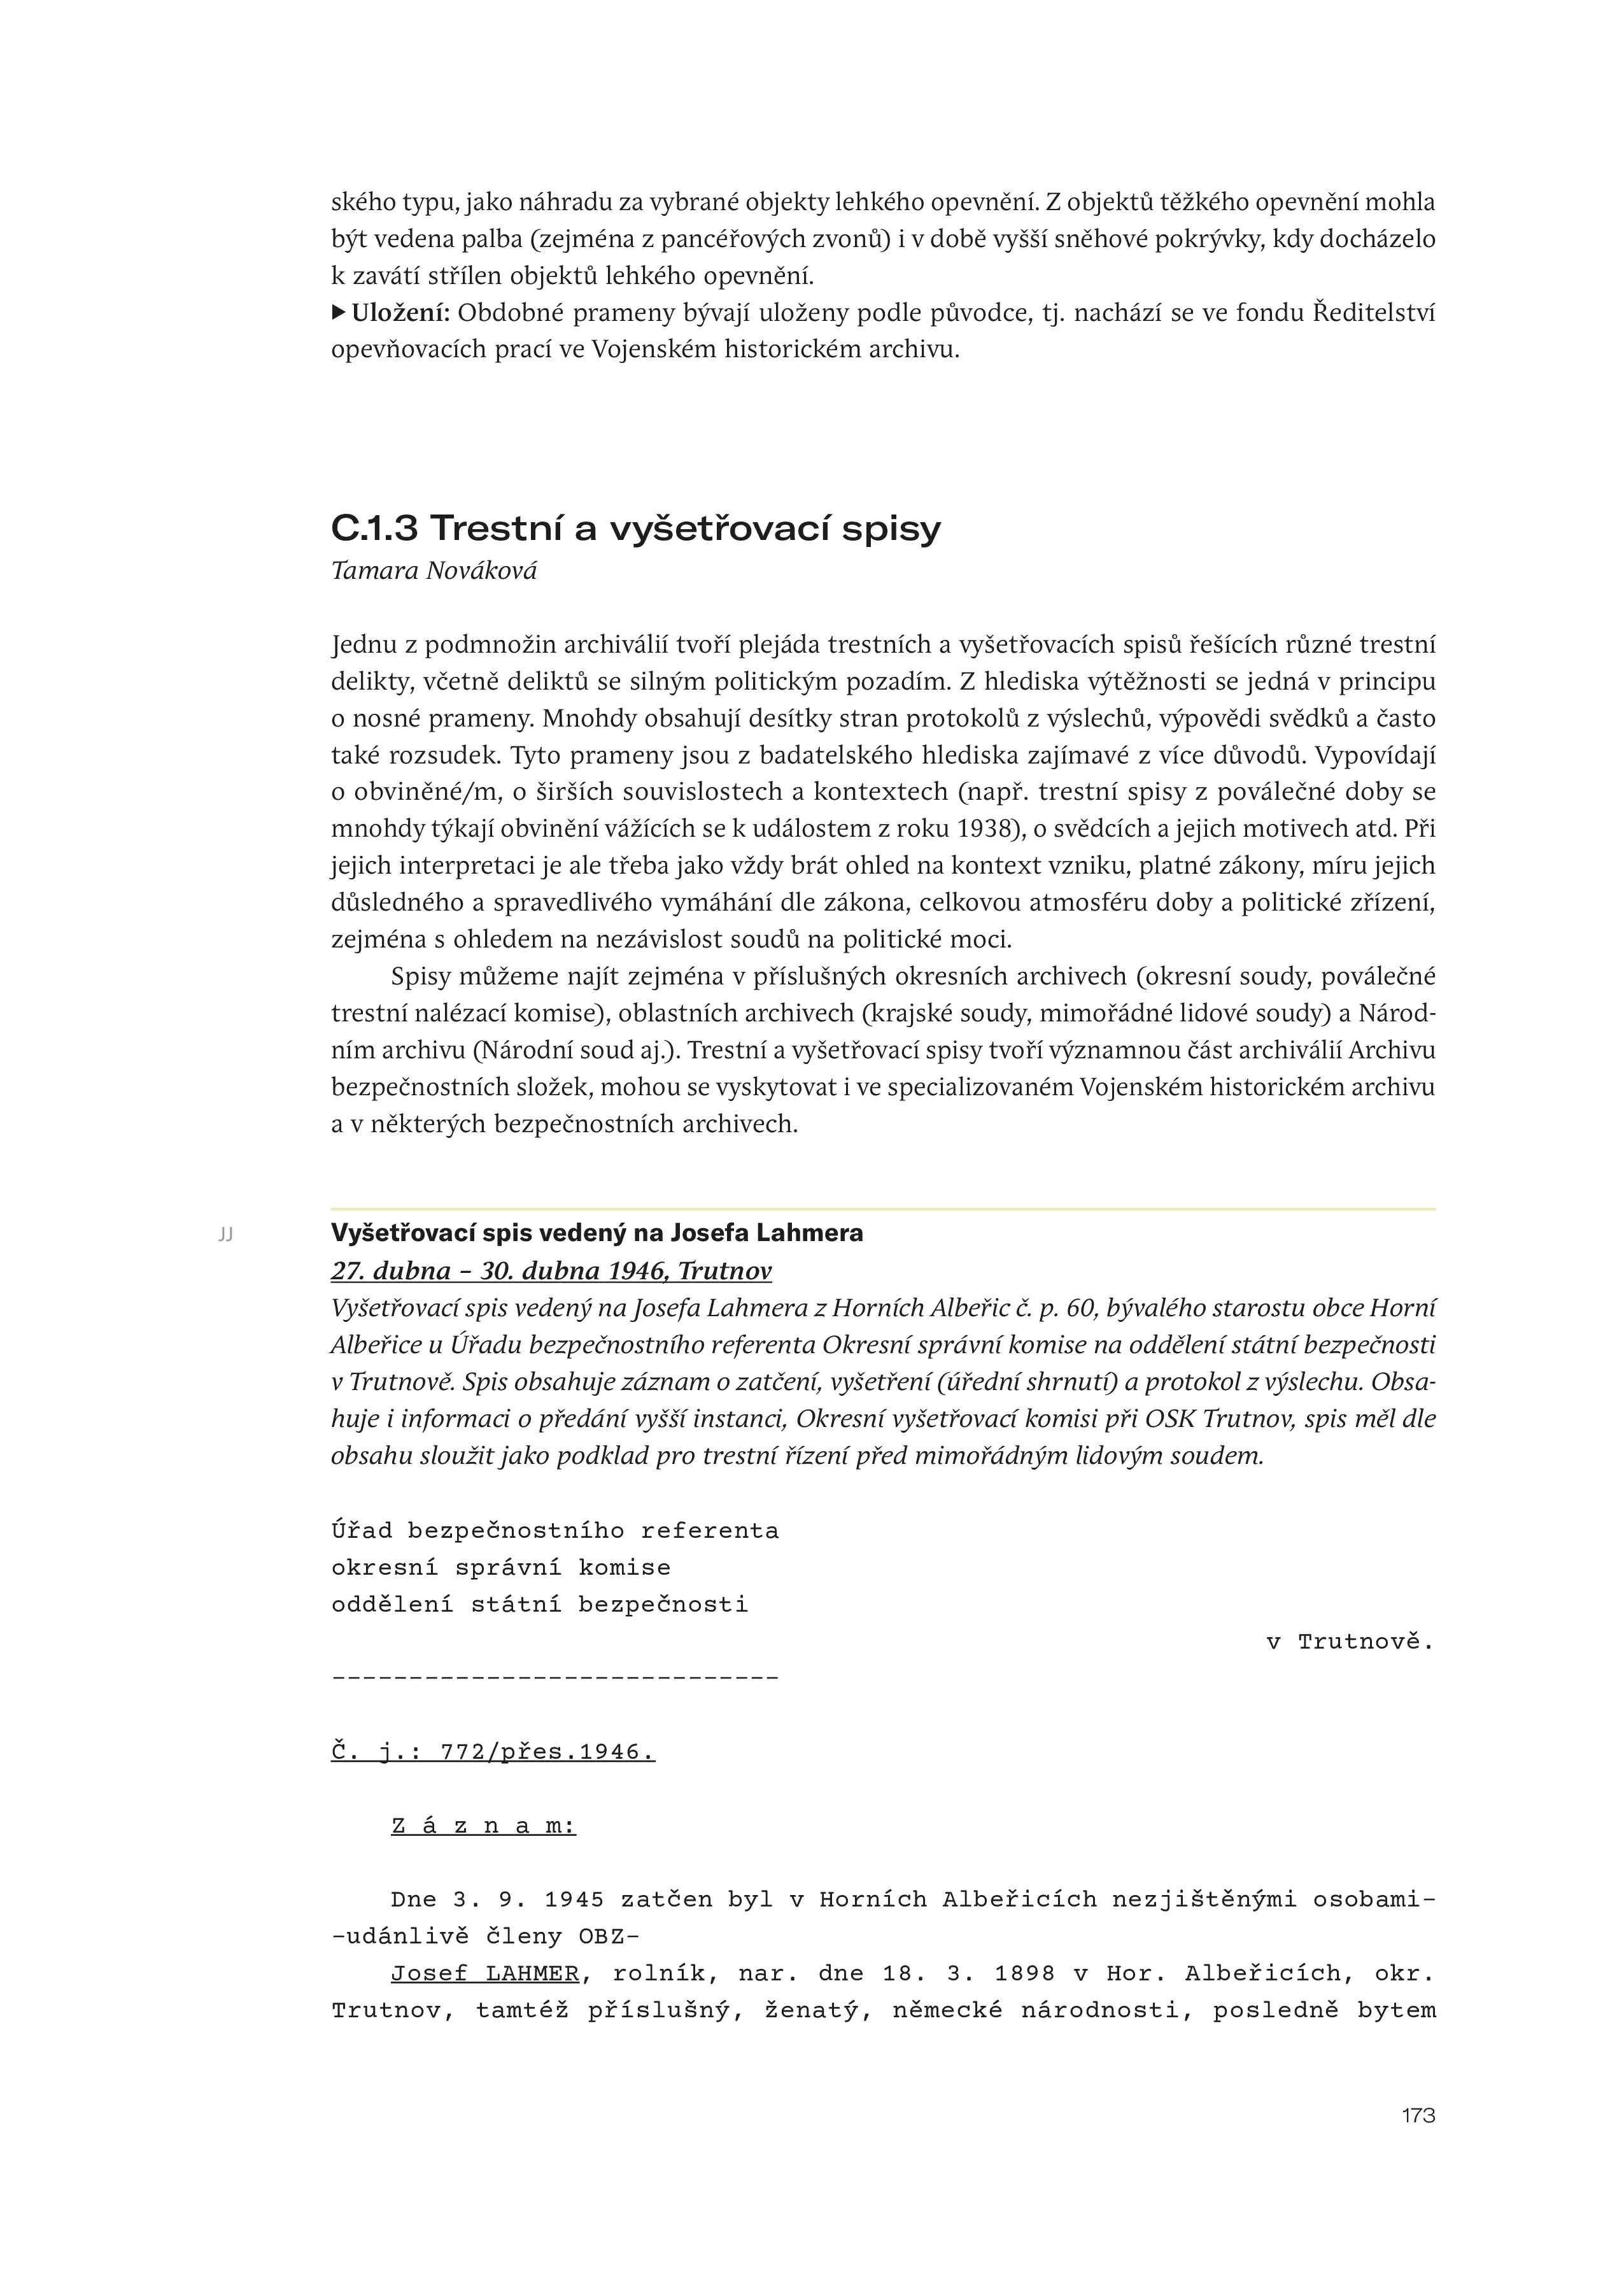 ského typu, jako náhradu za vybrané objekty lehkého opevnění. Z objektů těžkého opevnění mohla
být vedena palba (zejména z pancéřových zvonů) i v době vyšší sněhové pokrývky, kdy docházelo
k zavátí střílen objektů lehkého opevnění.
▶ Uložení: Obdobné prameny bývají uloženy podle původce, tj. nachází se ve fondu Ředitelství
opevňovacích prací ve Vojenském historickém archivu.
C.1.3 Trestní a vyšetřovací spisy
Tamara Nováková
Jednu z podmnožin archiválií tvoří plejáda trestních a vyšetřovacích spisů řešících různé trestní
delikty, včetně deliktů se silným politickým pozadím. Z hlediska výtěžnosti se jedná v principu
o nosné prameny. Mnohdy obsahují desítky stran protokolů z výslechů, výpovědi svědků a často
také rozsudek. Tyto prameny jsou z badatelského hlediska zajímavé z více důvodů. Vypovídají
o obviněné/m, o širších souvislostech a kontextech (např. trestní spisy z poválečné doby se
mnohdy týkají obvinění vážících se k událostem z roku 1938), o svědcích a jejich motivech atd. Při
jejich interpretaci je ale třeba jako vždy brát ohled na kontext vzniku, platné zákony, míru jejich
důsledného a spravedlivého vymáhání dle zákona, celkovou atmosféru doby a politické zřízení,
zejména s ohledem na nezávislost soudů na politické moci.
Spisy můžeme najít zejména v příslušných okresních archivech (okresní soudy, poválečné
trestní nalézací komise), oblastních archivech (krajské soudy, mimořádné lidové soudy) a Národ-
ním archivu (Národní soud aj.). Trestní a vyšetřovací spisy tvoří významnou část archiválií Archivu
bezpečnostních složek, mohou se vyskytovat i ve specializovaném Vojenském historickém archivu
a v některých bezpečnostních archivech.
JJ Vyšetřovací spis vedený na Josefa Lahmera
27. dubna – 30. dubna 1946, Trutnov
Vyšetřovací spis vedený na Josefa Lahmera z Horních Albeřic č. p. 60, bývalého starostu obce Horní
Albeřice u Úřadu bezpečnostního referenta Okresní správní komise na oddělení státní bezpečnosti
v Trutnově. Spis obsahuje záznam o zatčení, vyšetření (úřední shrnutí) a protokol z výslechu. Obsa-
huje i informaci o předání vyšší instanci, Okresní vyšetřovací komisi při OSK Trutnov, spis měl dle
obsahu sloužit jako podklad pro trestní řízení před mimořádným lidovým soudem.
Úřad bezpečnostního referenta
okresní správní komise
oddělení státní bezpečnosti
v Trutnově.
-----------------------------
Č. j.: 772/přes.1946.
Z á z n a m:
Dne 3. 9. 1945 zatčen byl v Horních Albeřicích nezjištěnými osobami-
-udánlivě členy OBZ-
Josef LAHMER, rolník, nar. dne 18. 3. 1898 v Hor. Albeřicích, okr.
Trutnov, tamtéž příslušný, ženatý, německé národnosti, posledně bytem
173